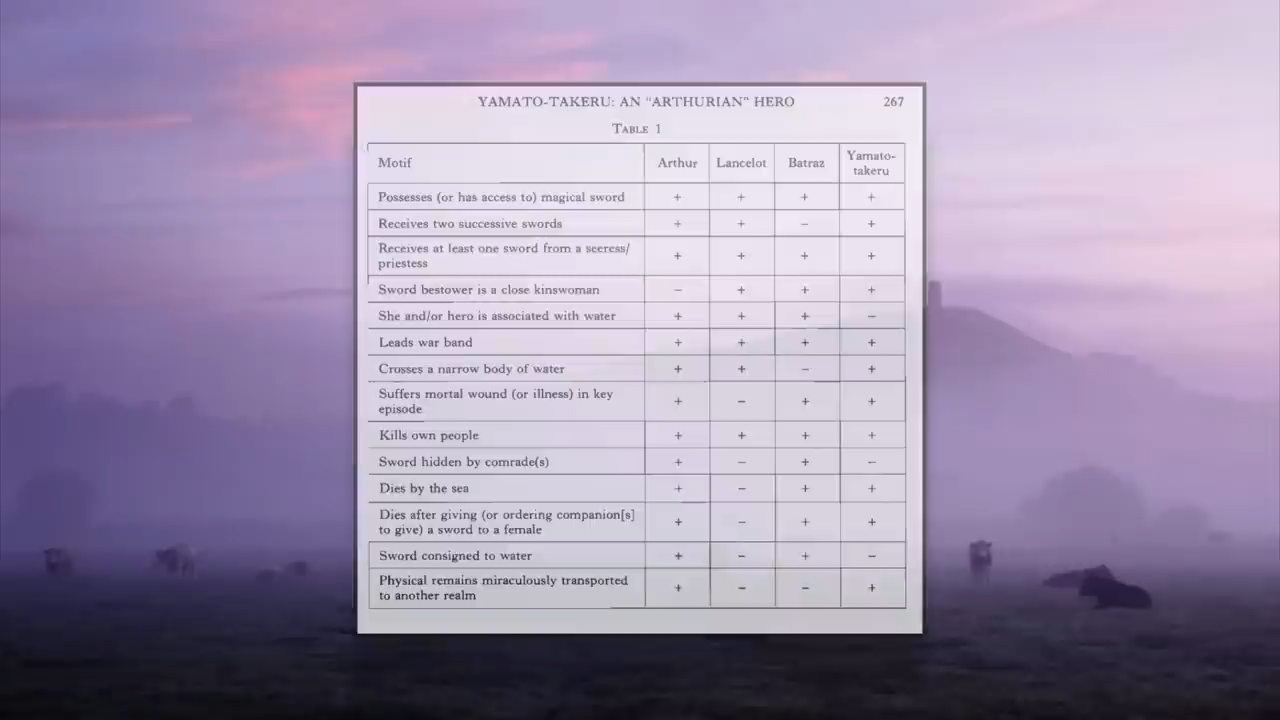 YAMATO-TAKERU: AN "ARTHURIAN" HERO 267
TABLE 1
Motif Arthur Lancelot Batraz Yamato-
takeru
Possesses (or has access to) magical sword + + + +
Receives two successive swords + + – +
Receives at least one sword from a seeress/
priestess + + + +
Sword bestower is a close kinswoman – + + +
She and/or hero is associated with water + + + –
Leads war band + + + +
Crosses a narrow body of water + + – +
Suffers mortal wound (or illness) in key
episode + – + +
Kills own people + + + +
Sword hidden by comrade(s) + – + –
Dies by the sea + – + +
Dies after giving (or ordering companion[s]
to give) a sword to a female + – + +
Sword consigned to water + – + –
Physical remains miraculously transported
to another realm + – – +